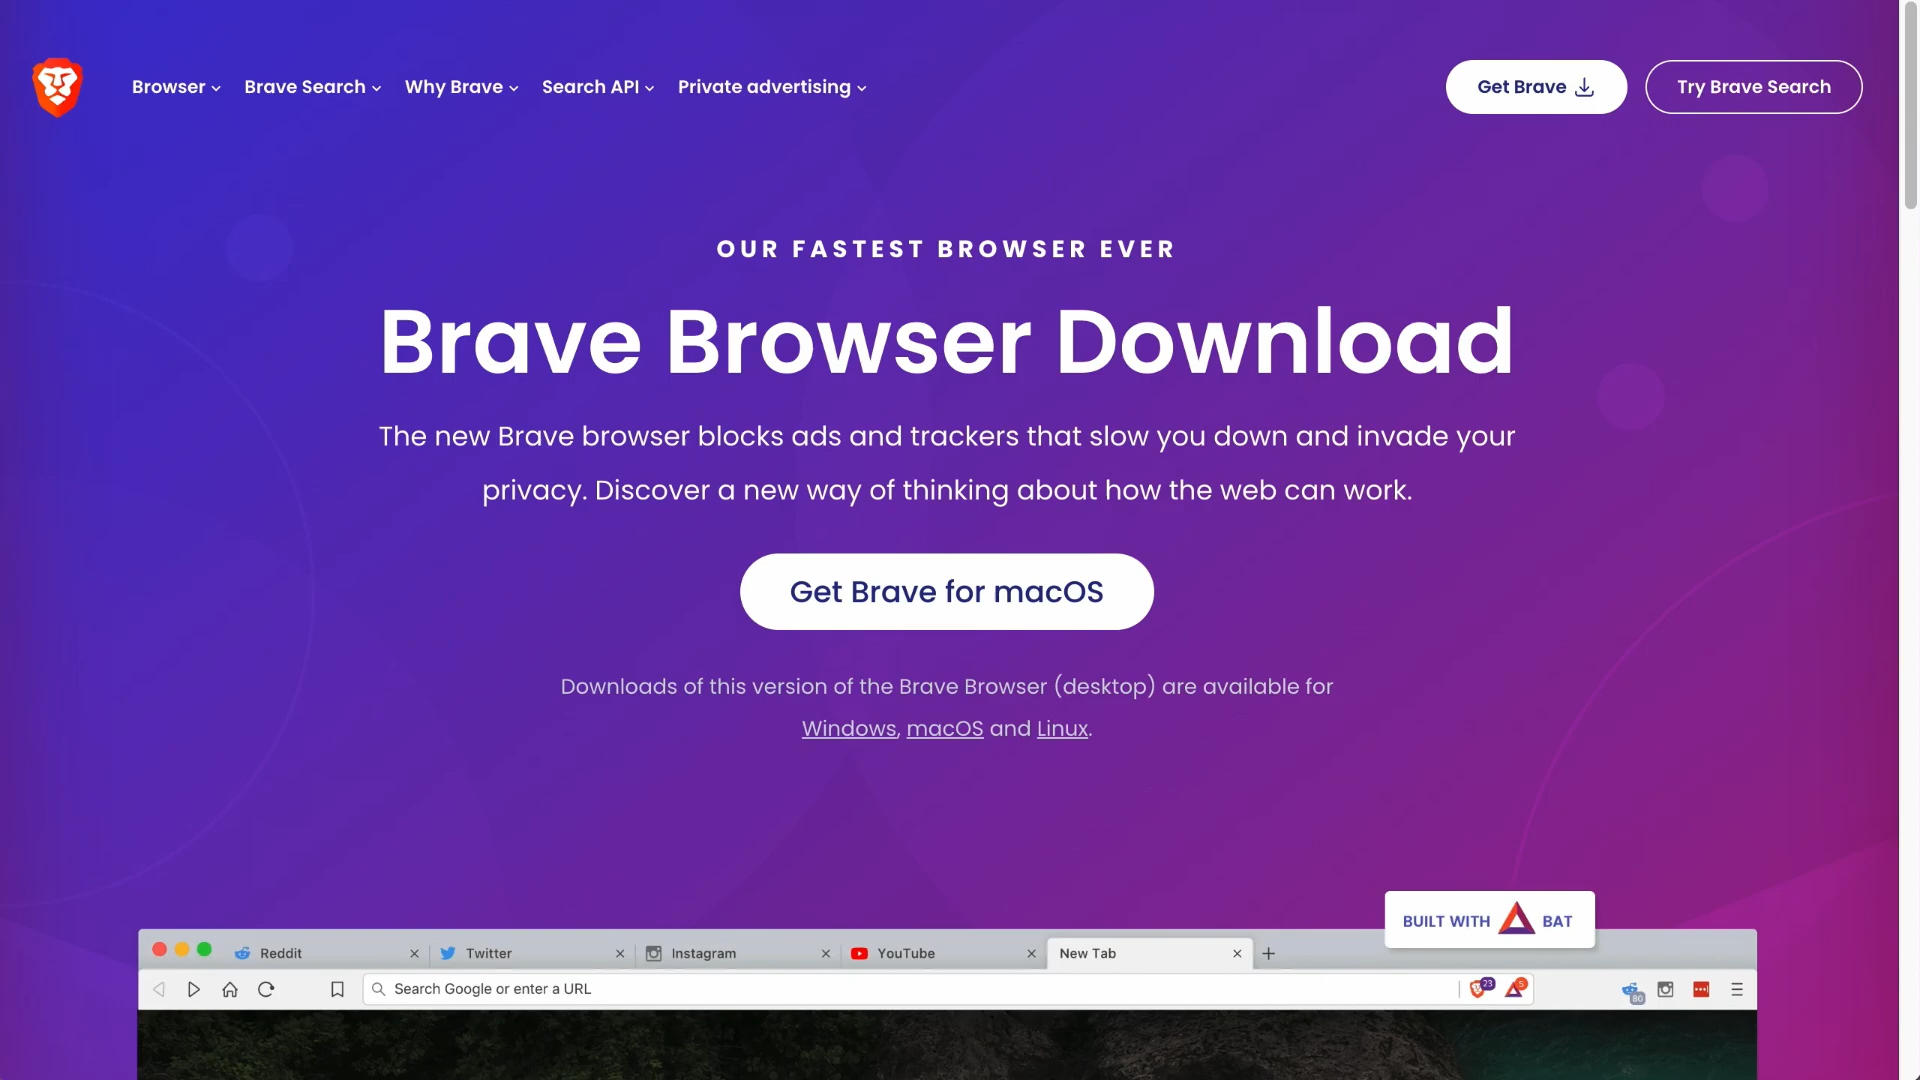 Browser
Brave Search
Why Brave
Search API
Private advertising
Get Brave
Try Brave Search
OUR FASTEST BROWSER EVER
Brave Browser Download
The new Brave browser blocks ads and trackers that slow you down and invade your
privacy. Discover a new way of thinking about how the web can work.
Get Brave for macOS
Downloads of this version of the Brave Browser (desktop) are available for
Windows, macOS and Linux.
BUILT WITH BAT
Reddit
Twitter
Instagram
YouTube
New Tab
Search Google or enter a URL
23
5
80